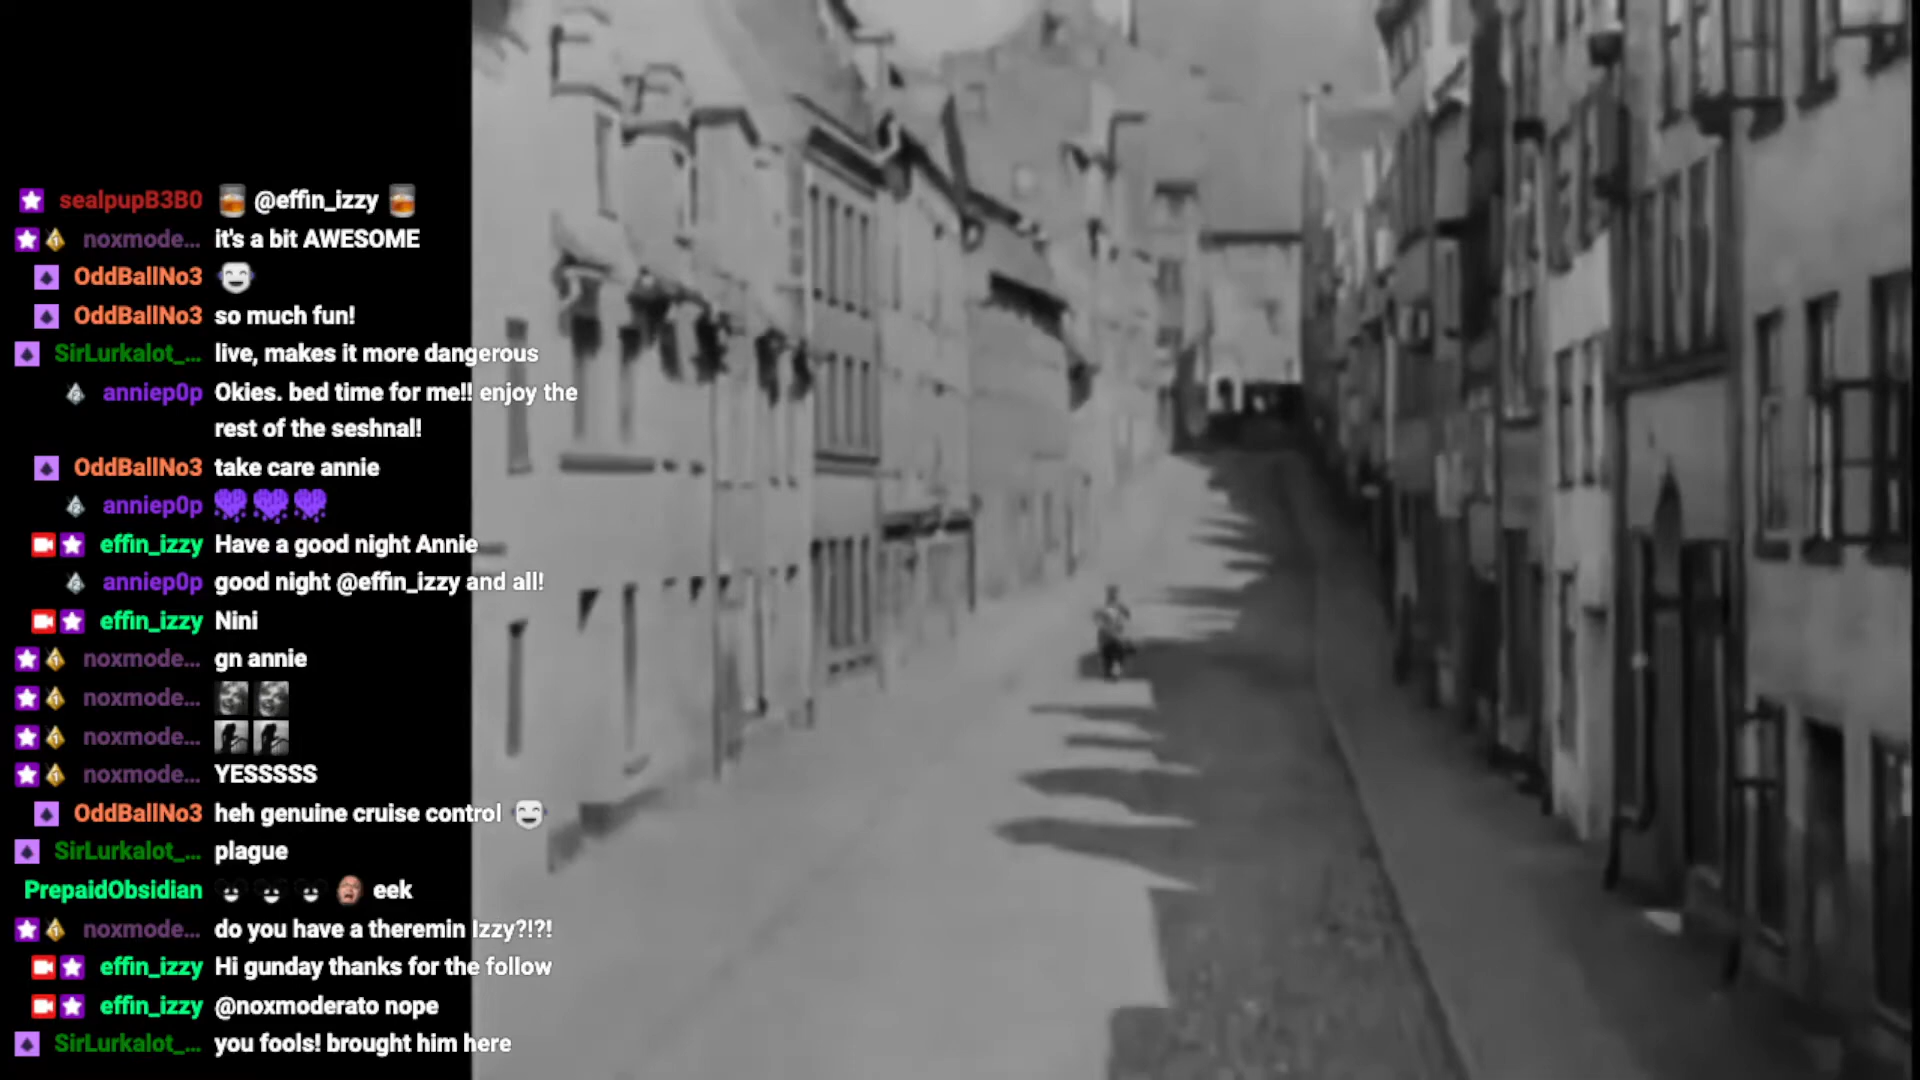 sealpupB3B0 @effin_izzy
noxmode... it's a bit AWESOME
OddBallNo3
OddBallNo3 so much fun!
SirLurkalot_... live, makes it more dangerous
anniep0p Okies. bed time for me!! enjoy the
rest of the seshnal!
OddBallNo3 take care annie
anniep0p
effin_izzy Have a good night Annie
anniep0p good night @effin_izzy and all!
effin_izzy Nini
noxmode... gn annie
noxmode...
noxmode...
noxmode... YESSSSS
OddBallNo3 heh genuine cruise control
SirLurkalot_... plague
PrepaidObsidian eek
noxmode... do you have a theremin Izzy?!?!
effin_izzy Hi gunday thanks for the follow
effin_izzy @noxmoderato nope
SirLurkalot_... you fools! brought him here